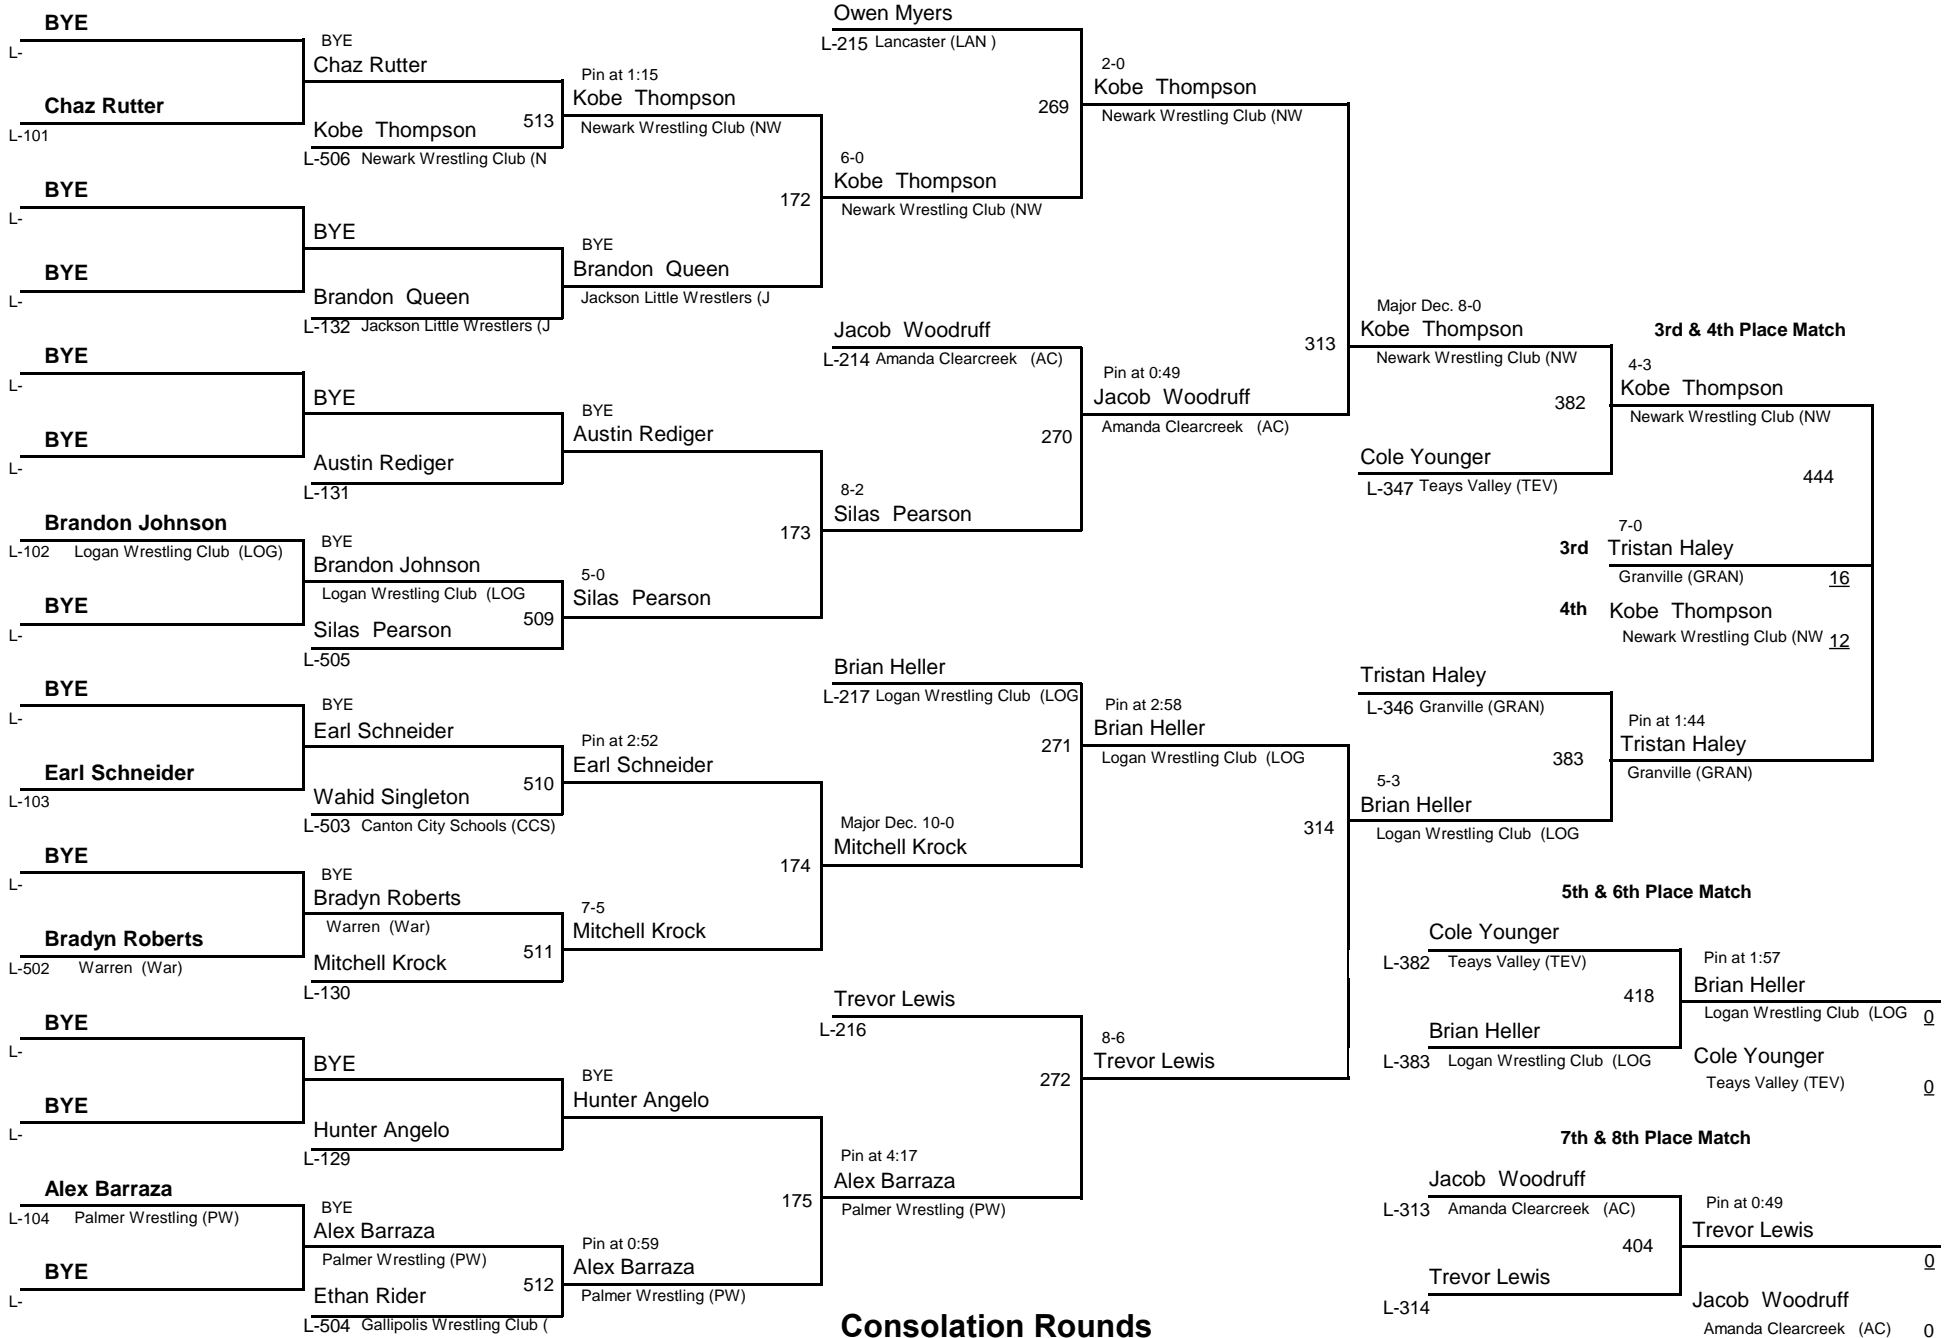 BYE
L-
Chaz Rutter
L-101
BYE
L-
BYE
L-
BYE
L-
BYE
L-
Brandon Johnson
L-102 Logan Wrestling Club (LOG)
BYE
L-
BYE
L-
Earl Schneider
L-103
BYE
L-
Bradyn Roberts
L-502 Warren (War)
BYE
L-
BYE
L-
Alex Barraza
L-104 Palmer Wrestling (PW)
BYE
L-
BYE
Chaz Rutter
Kobe Thompson
513
L-506 Newark Wrestling Club (N
BYE
Brandon Queen
L-132 Jackson Little Wrestlers (J
BYE
Austin Rediger
L-131
BYE
Brandon Johnson
Logan Wrestling Club (LOG
Silas Pearson
509
L-505
BYE
Earl Schneider
Wahid Singleton
510
L-503 Canton City Schools (CCS)
BYE
Bradyn Roberts
Warren (War)
Mitchell Krock
511
L-130
BYE
Hunter Angelo
L-129
BYE
Alex Barraza
Palmer Wrestling (PW)
Ethan Rider
512
L-504 Gallipolis Wrestling Club (
Pin at 1:15
Kobe Thompson
Newark Wrestling Club (NW
172
BYE
Brandon Queen
Jackson Little Wrestlers (J
BYE
Austin Rediger
173
5-0
Silas Pearson
Pin at 2:52
Earl Schneider
174
7-5
Mitchell Krock
BYE
Hunter Angelo
175
Pin at 0:59
Alex Barraza
Palmer Wrestling (PW)
Owen Myers
L-215 Lancaster (LAN )
269
6-0
Kobe Thompson
Newark Wrestling Club (NW
Jacob Woodruff
L-214 Amanda Clearcreek (AC)
270
8-2
Silas Pearson
Brian Heller
L-217 Logan Wrestling Club (LOG
271
Major Dec. 10-0
Mitchell Krock
Trevor Lewis
L-216
272
Pin at 4:17
Alex Barraza
Palmer Wrestling (PW)
2-0
Kobe Thompson
Newark Wrestling Club (NW
313
Pin at 0:49
Jacob Woodruff
Amanda Clearcreek (AC)
Pin at 2:58
Brian Heller
Logan Wrestling Club (LOG
314
8-6
Trevor Lewis
Major Dec. 8-0
Kobe Thompson
Newark Wrestling Club (NW
382
Cole Younger
L-347 Teays Valley (TEV)
Tristan Haley
L-346 Granville (GRAN)
383
5-3
Brian Heller
Logan Wrestling Club (LOG
3rd & 4th Place Match
4-3
Kobe Thompson
Newark Wrestling Club (NW
444
7-0
3rd Tristan Haley
Granville (GRAN) 16
4th Kobe Thompson
Newark Wrestling Club (NW 12
Pin at 1:44
Tristan Haley
Granville (GRAN)
5th & 6th Place Match
Cole Younger
L-382 Teays Valley (TEV)
418
Brian Heller
L-383 Logan Wrestling Club (LOG
Pin at 1:57
Brian Heller
Logan Wrestling Club (LOG 0
Cole Younger
Teays Valley (TEV) 0
7th & 8th Place Match
Jacob Woodruff
L-313 Amanda Clearcreek (AC)
404
Trevor Lewis
L-314
Pin at 0:49
Trevor Lewis
0
Jacob Woodruff
Amanda Clearcreek (AC) 0
Consolation Rounds